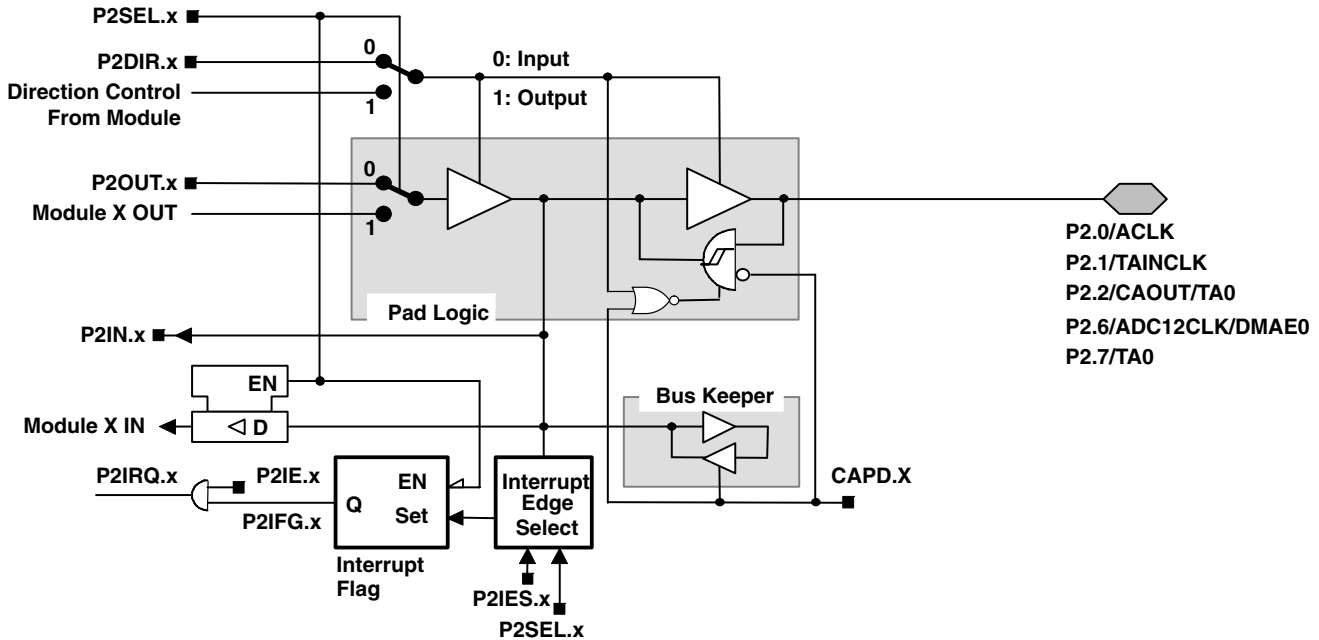 P2SEL.x
P2DIR.x
0
Direction Control
From Module
1
0: Input
1: Output
P2OUT.x
0
Module X OUT
1
Pad Logic
P2.0/ACLK
P2.1/TAINCLK
P2.2/CAOUT/TA0
P2.6/ADC12CLK/DMAE0
P2.7/TA0
P2IN.x
EN
Module X IN
D
Bus Keeper
CAPD.X
P2IRQ.x
P2IE.x
P2IFG.x
Q
EN
Set
Interrupt
Edge
Select
Interrupt
Flag
P2IES.x
P2SEL.x